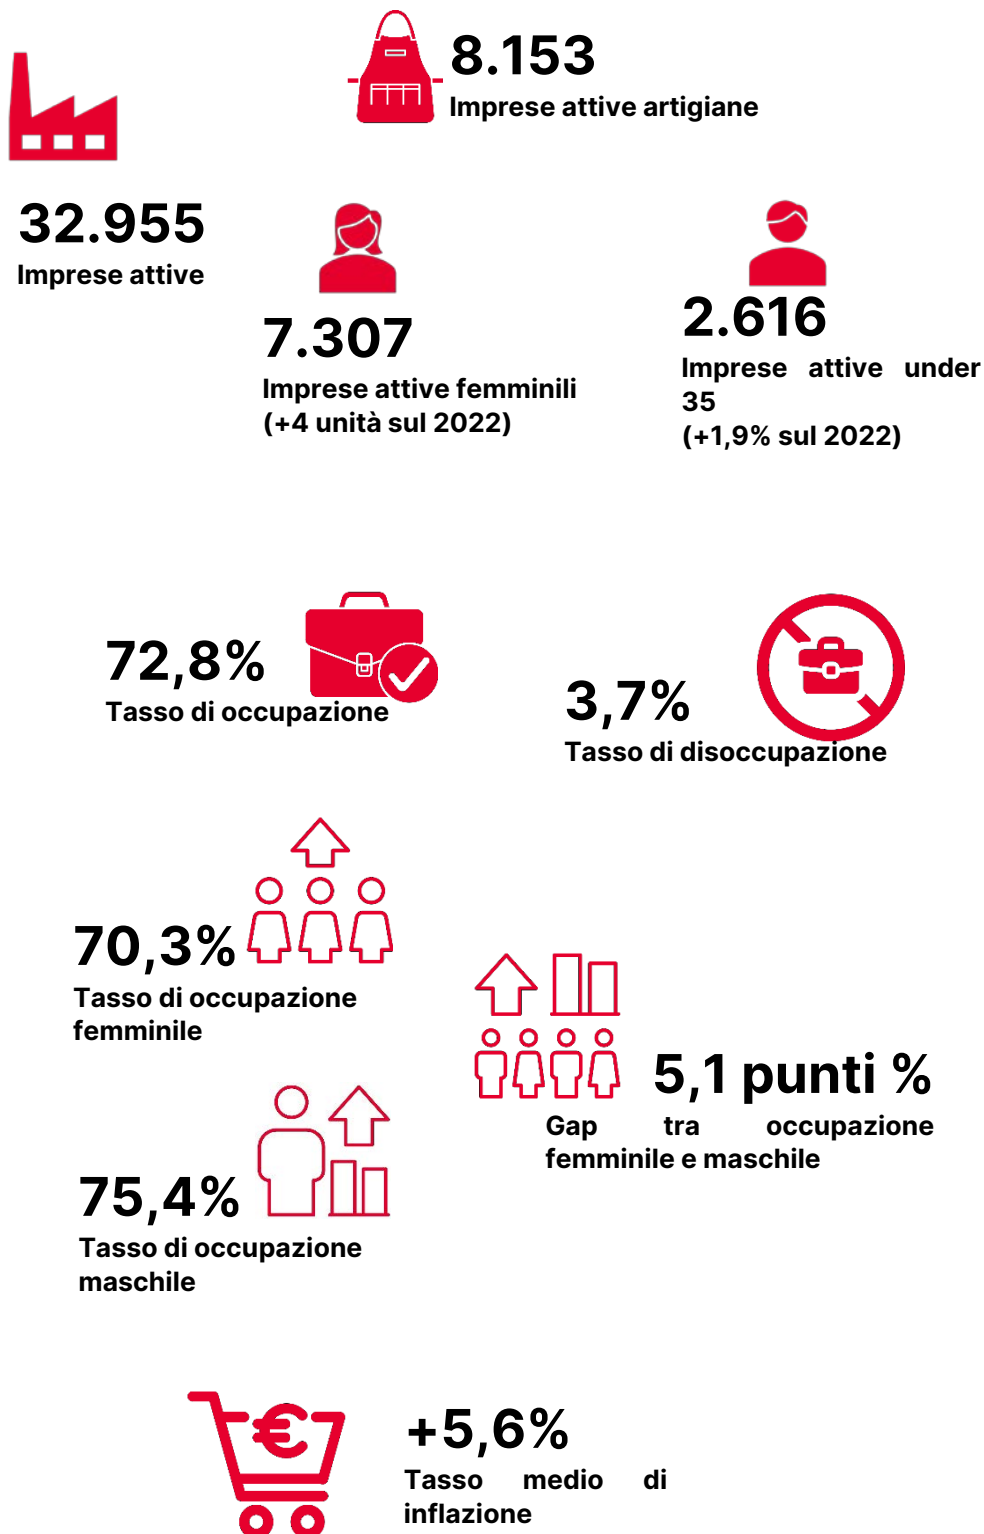 8.153
Imprese attive artigiane
32.955
Imprese attive
7.307
Imprese attive femminili
(+4 unità sul 2022)
2.616
Imprese attive under
35
(+1,9% sul 2022)
72,8%
Tasso di occupazione
3,7%
Tasso di disoccupazione
70,3%
Tasso di occupazione
femminile
5,1 punti %
Gap tra occupazione
femminile e maschile
75,4%
Tasso di occupazione
maschile
+5,6%
Tasso medio di
inflazione